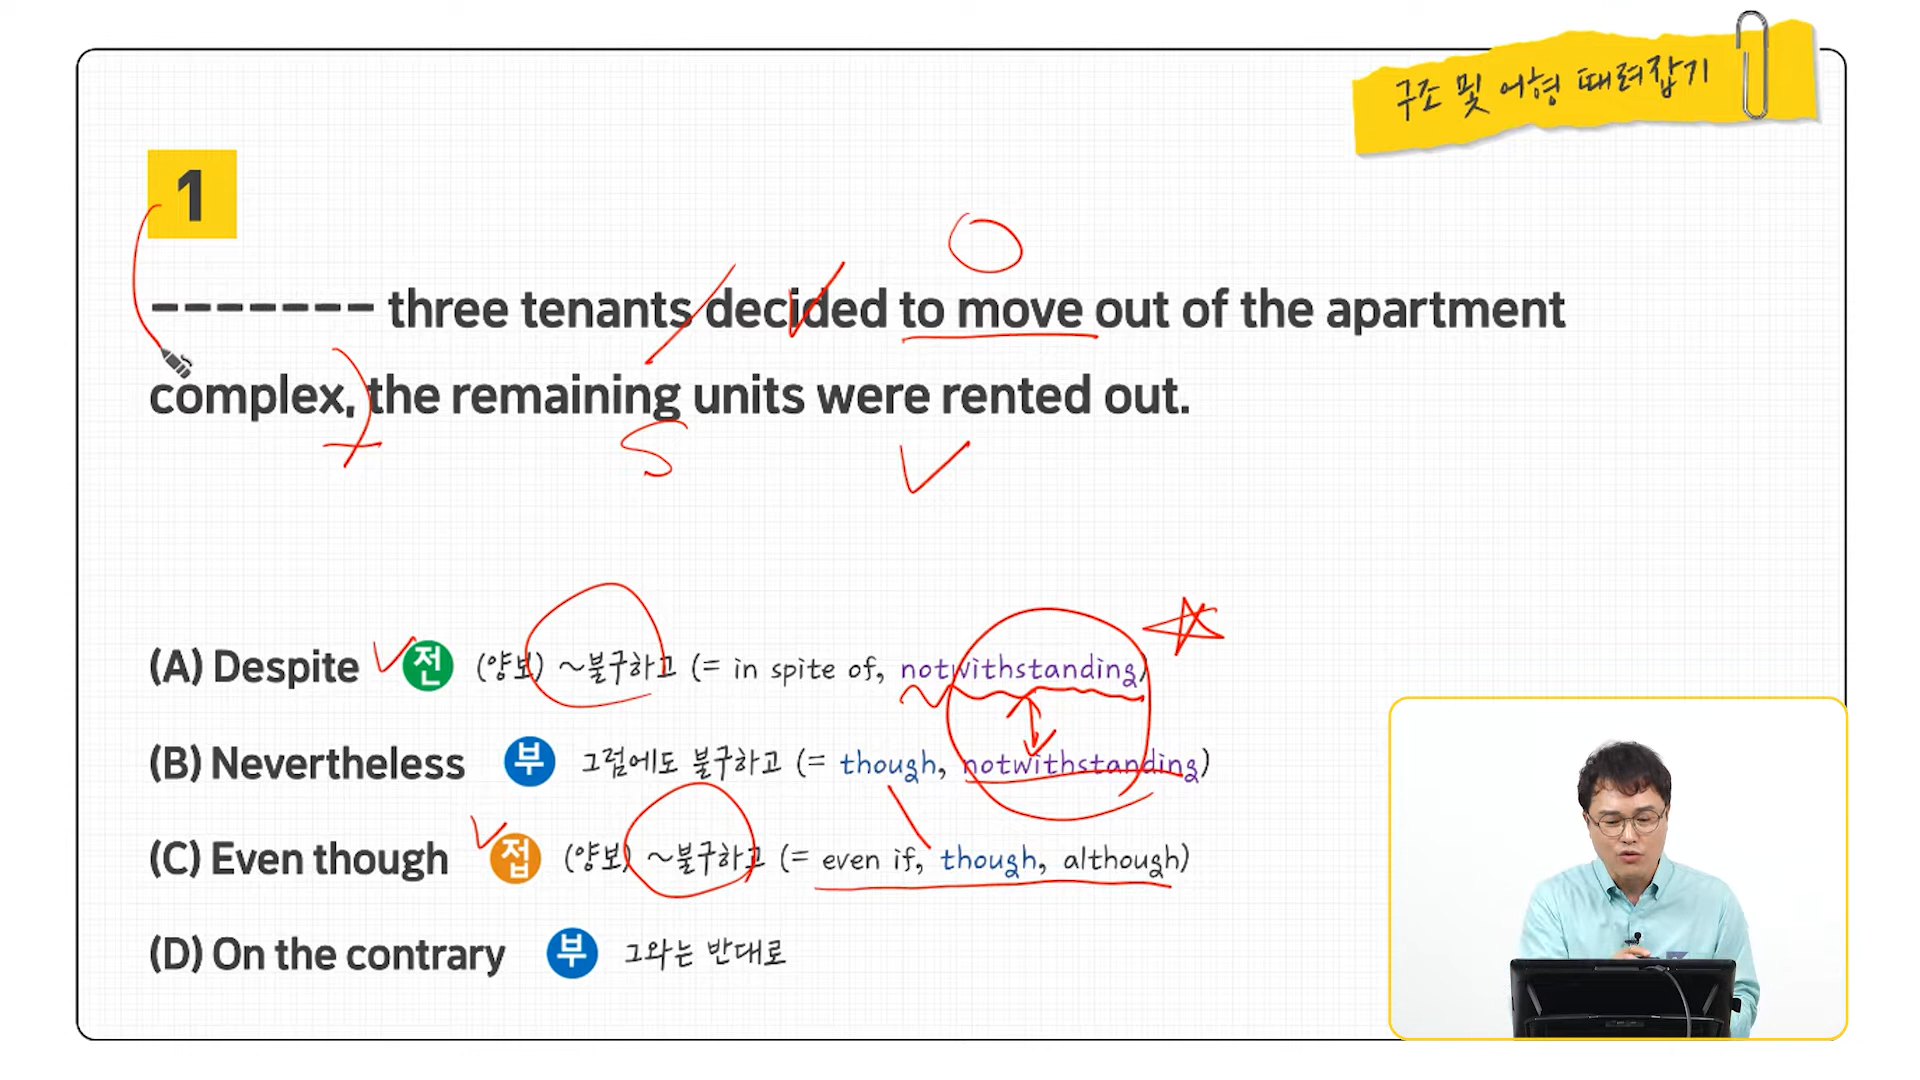 구조 및 어형 때려잡기
1
------- three tenants decided to move out of the apartment
complex, the remaining units were rented out.
S
(A) Despite 전 (양보) ~불구하고 (= in spite of, notwithstanding)
(B) Nevertheless 부 그럼에도 불구하고 (= though, notwithstanding)
(C) Even though 접 (양보) ~불구하고 (= even if, though, although)
(D) On the contrary 부 그와는 반대로